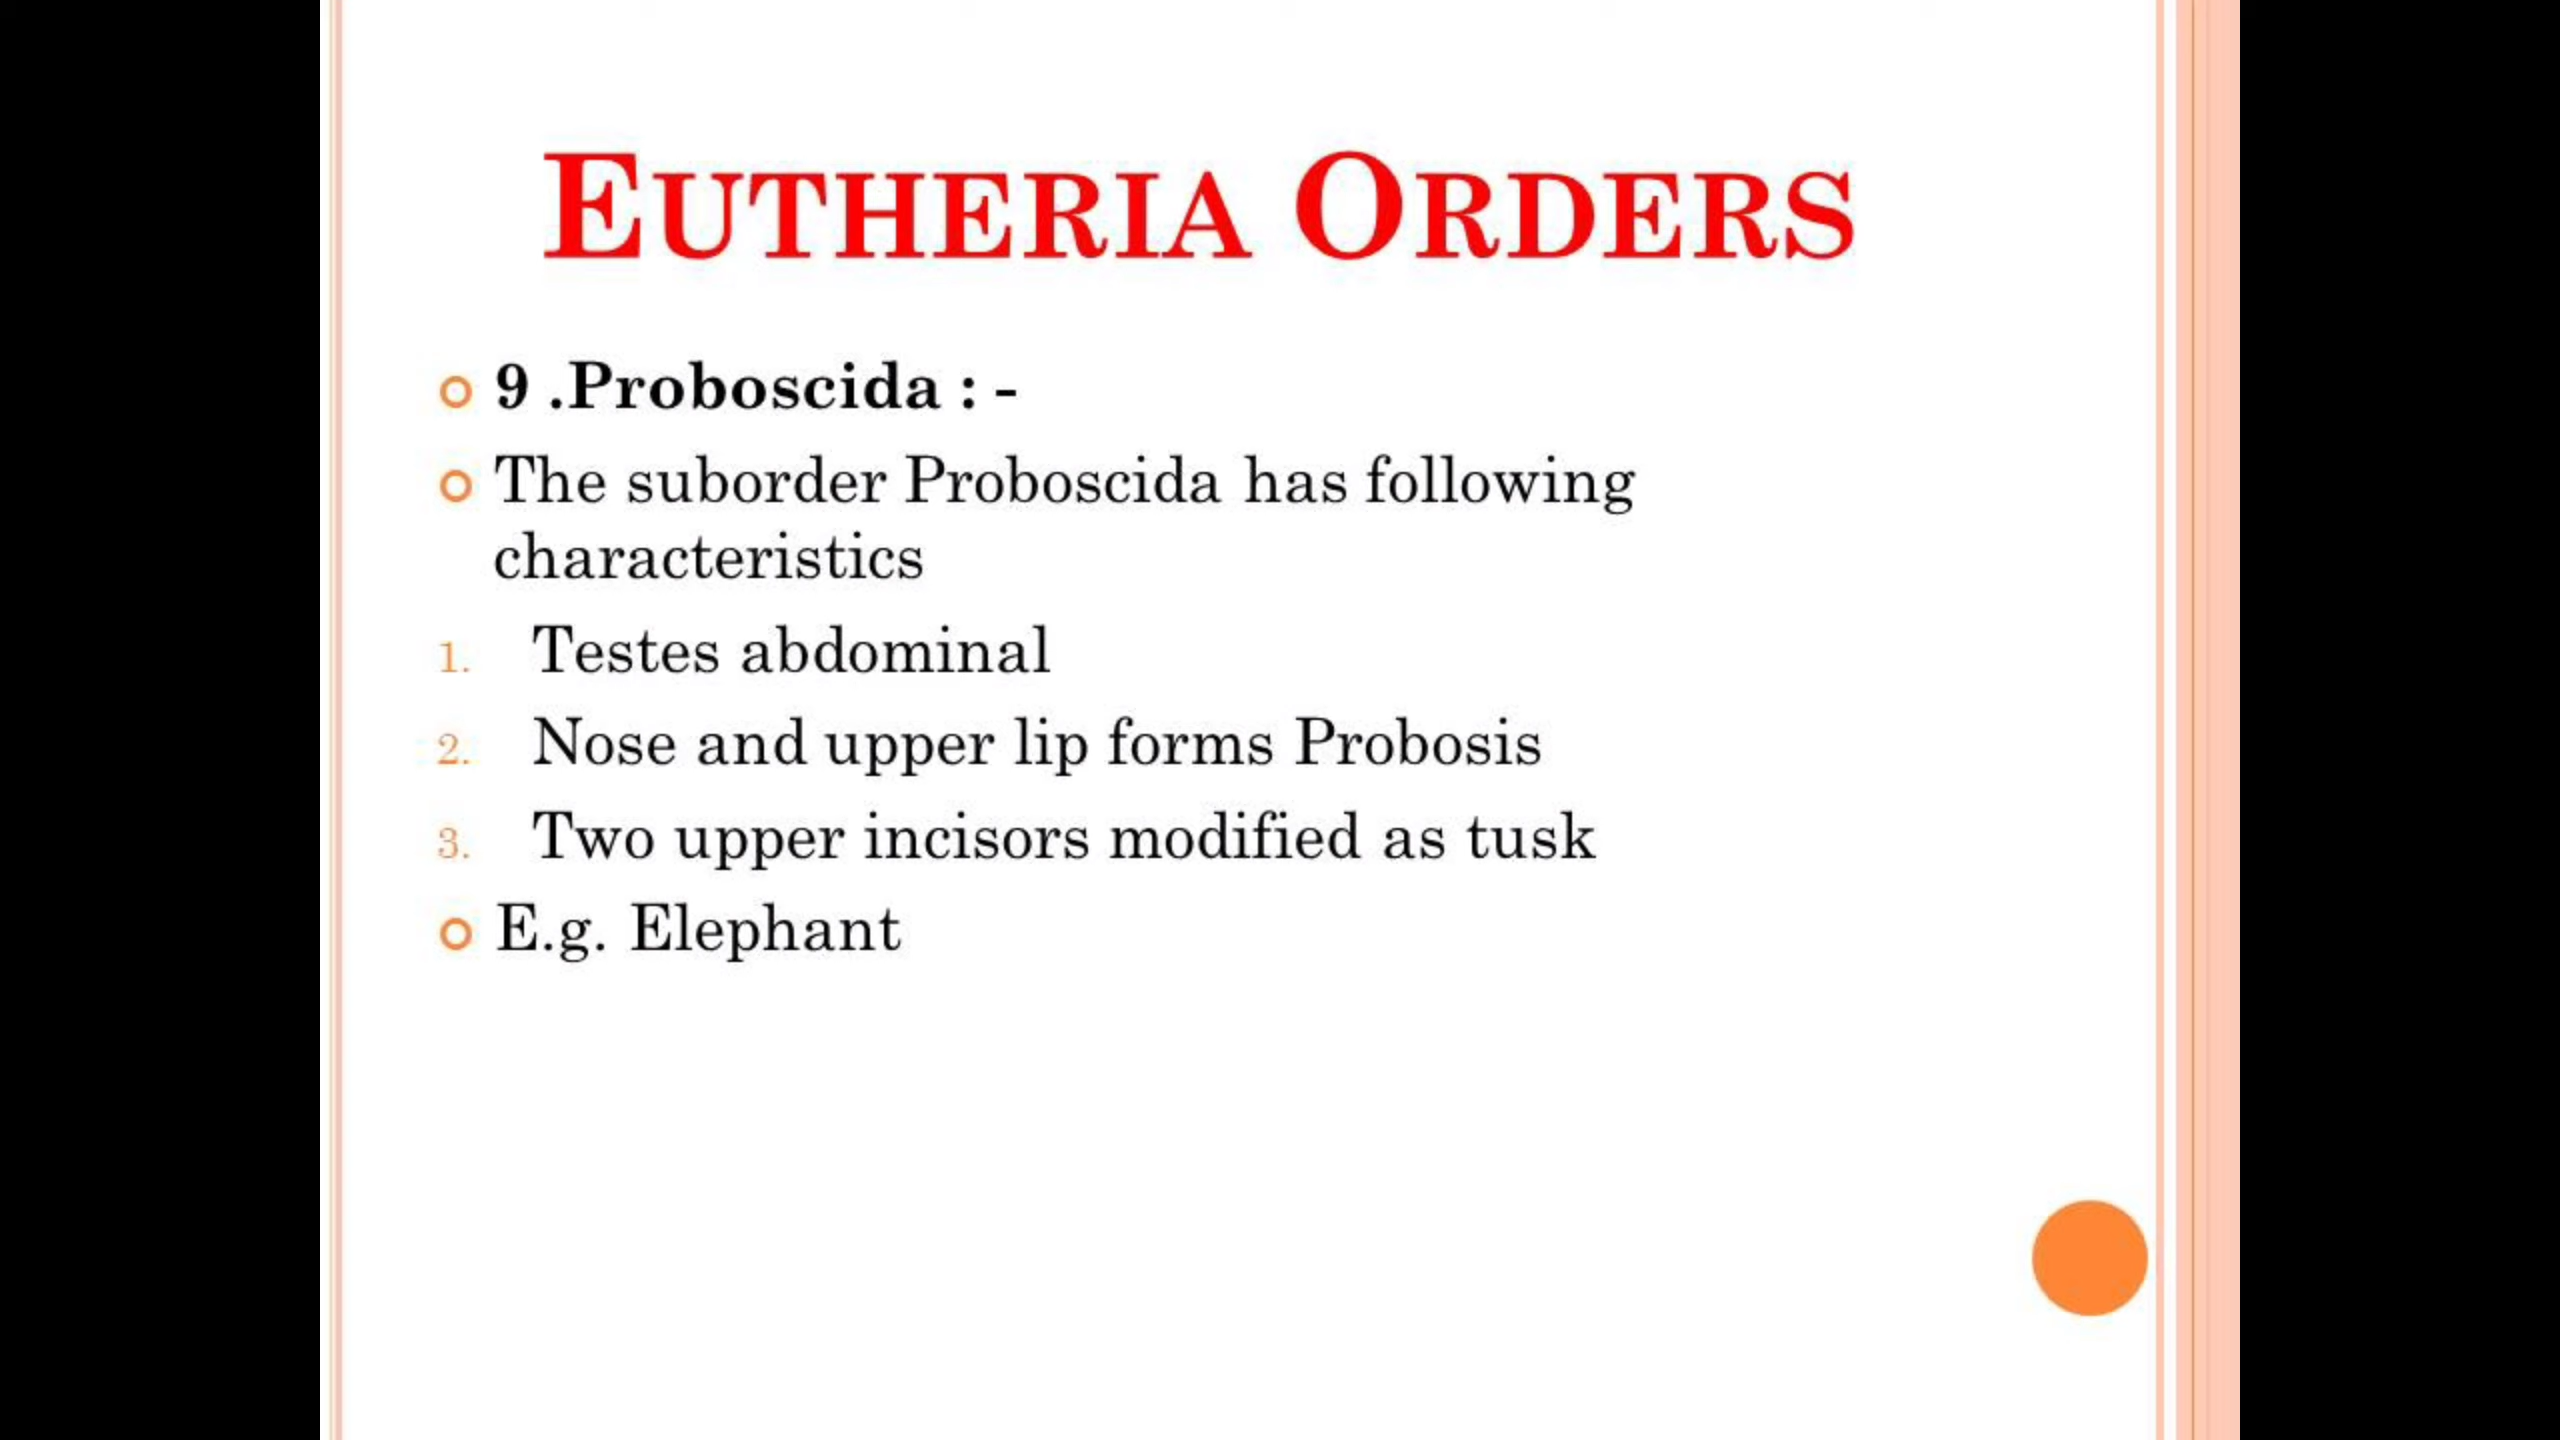 EUTHERIA ORDERS
9 .Proboscida : -
The suborder Proboscida has following
characteristics
1. Testes abdominal
2. Nose and upper lip forms Probosis
3. Two upper incisors modified as tusk
E.g. Elephant